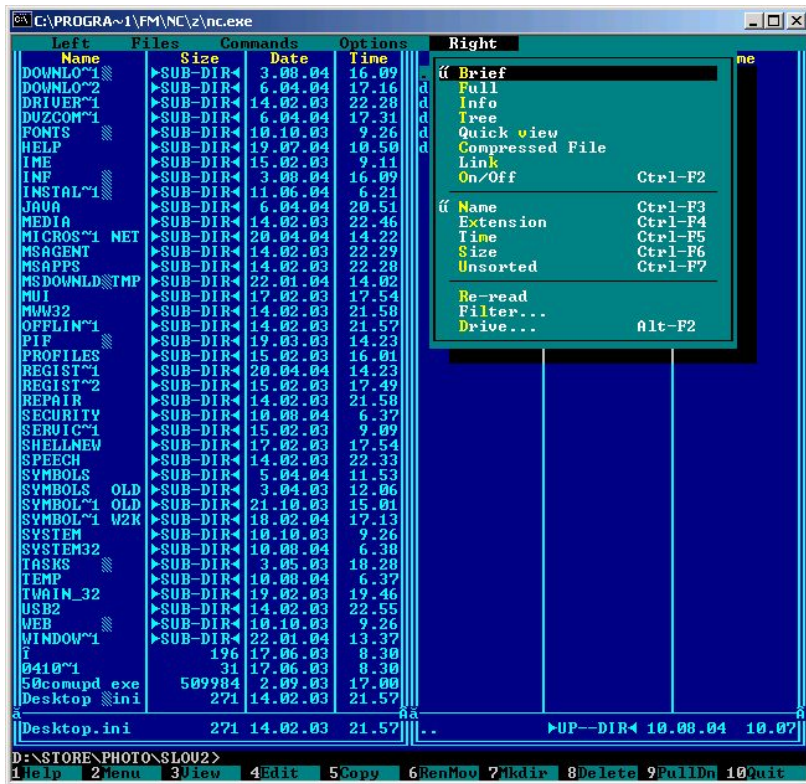 C:\PROGRA~1\FM\NC\z\nc.exe
Left Files Commands Options Right
Name Size Date Time
DOWNLO~1 ►SUB-DIR◄ 3.08.04 16.09
DOWNLO~2 ►SUB-DIR◄ 6.04.04 17.16
DRIVER~1 ►SUB-DIR◄ 14.02.03 22.28
DVZCOM~1 ►SUB-DIR◄ 6.04.04 17.31
FONTS ►SUB-DIR◄ 10.10.03 9.26
HELP ►SUB-DIR◄ 19.07.04 10.50
IME ►SUB-DIR◄ 15.02.03 9.11
INF ►SUB-DIR◄ 3.08.04 16.09
INSTAL~1 ►SUB-DIR◄ 11.06.04 6.21
JAVA ►SUB-DIR◄ 6.04.04 20.51
MEDIA ►SUB-DIR◄ 14.02.03 22.46
MICROS~1 NET ►SUB-DIR◄ 20.04.04 14.22
MSAGENT ►SUB-DIR◄ 14.02.03 22.29
MSAPPS ►SUB-DIR◄ 14.02.03 22.28
MSDOWNLD░TMP ►SUB-DIR◄ 22.01.04 14.02
MUI ►SUB-DIR◄ 17.02.03 17.54
MWW32 ►SUB-DIR◄ 14.02.03 21.58
OFFLIN~1 ►SUB-DIR◄ 14.02.03 21.57
PIF ►SUB-DIR◄ 19.03.03 14.23
PROFILES ►SUB-DIR◄ 15.02.03 16.01
REGIST~1 ►SUB-DIR◄ 20.04.04 14.23
REGIST~2 ►SUB-DIR◄ 15.02.03 17.49
REPAIR ►SUB-DIR◄ 14.02.03 21.58
SECURITY ►SUB-DIR◄ 10.08.04 6.37
SERVIC~1 ►SUB-DIR◄ 15.02.03 9.09
SHELLNEW ►SUB-DIR◄ 17.02.03 17.54
SPEECH ►SUB-DIR◄ 14.02.03 22.33
SYMBOLS ►SUB-DIR◄ 5.04.04 11.53
SYMBOLS OLD ►SUB-DIR◄ 3.04.03 12.06
SYMBOL~1 OLD ►SUB-DIR◄ 21.10.03 15.01
SYMBOL~1 W2K ►SUB-DIR◄ 18.02.04 17.13
SYSTEM ►SUB-DIR◄ 10.10.03 9.26
SYSTEM32 ►SUB-DIR◄ 10.08.04 6.38
TASKS ►SUB-DIR◄ 3.05.03 18.28
TEMP ►SUB-DIR◄ 10.08.04 6.37
TWAIN_32 ►SUB-DIR◄ 19.02.03 19.46
USB2 ►SUB-DIR◄ 14.02.03 22.55
WEB ►SUB-DIR◄ 10.10.03 9.26
WINDOW~1 ►SUB-DIR◄ 22.01.04 13.37
Î 196 17.06.03 8.30
0410~1 31 17.06.03 8.30
50comupd exe 509984 2.09.03 17.00
Desktop ░ini 271 14.02.03 21.57
Desktop.ini 271 14.02.03 21.57
Brief
Full
Info
Tree
Quick view
Compressed File
Link
On/Off Ctrl-F2
Name Ctrl-F3
Extension Ctrl-F4
Time Ctrl-F5
Size Ctrl-F6
Unsorted Ctrl-F7
Re-read
Filter...
Drive... Alt-F2
.. ►UP--DIR◄ 10.08.04 10.07
D:\STORE\PHOTO\SLOU2>
1Help 2Menu 3View 4Edit 5Copy 6RenMov 7Mkdir 8Delete 9PullDn 10Quit